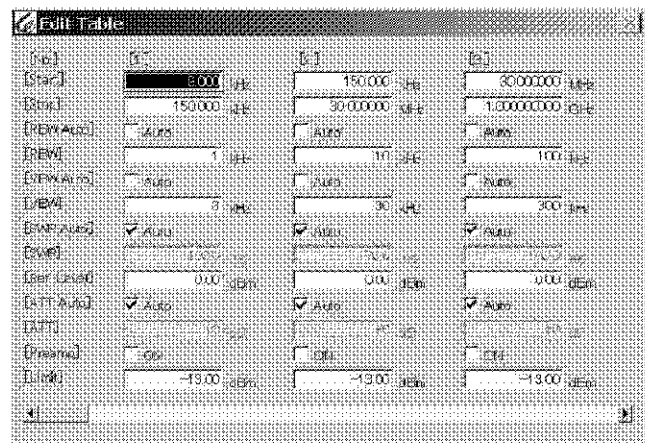 Edit Table
[No.] [1] [2] [3]
[Start] 9.000 kHz 150.000 kHz 30.000000 MHz
[Stop] 150.000 kHz 30.000000 MHz 1.000000000 GHz
[RBW Auto] Auto Auto Auto
[RBW] 1 kHz 10 kHz 100 kHz
[VBW Auto] Auto Auto Auto
[VBW] 3 kHz 30 kHz 300 kHz
[SWP Auto] Auto Auto Auto
[SWP]
[Ref Level] 0.00 dBm 0.00 dBm 0.00 dBm
[ATT Auto] Auto Auto Auto
[ATT]
[Preamp] ON ON ON
[Limit] -13.00 dBm -13.00 dBm -13.00 dBm